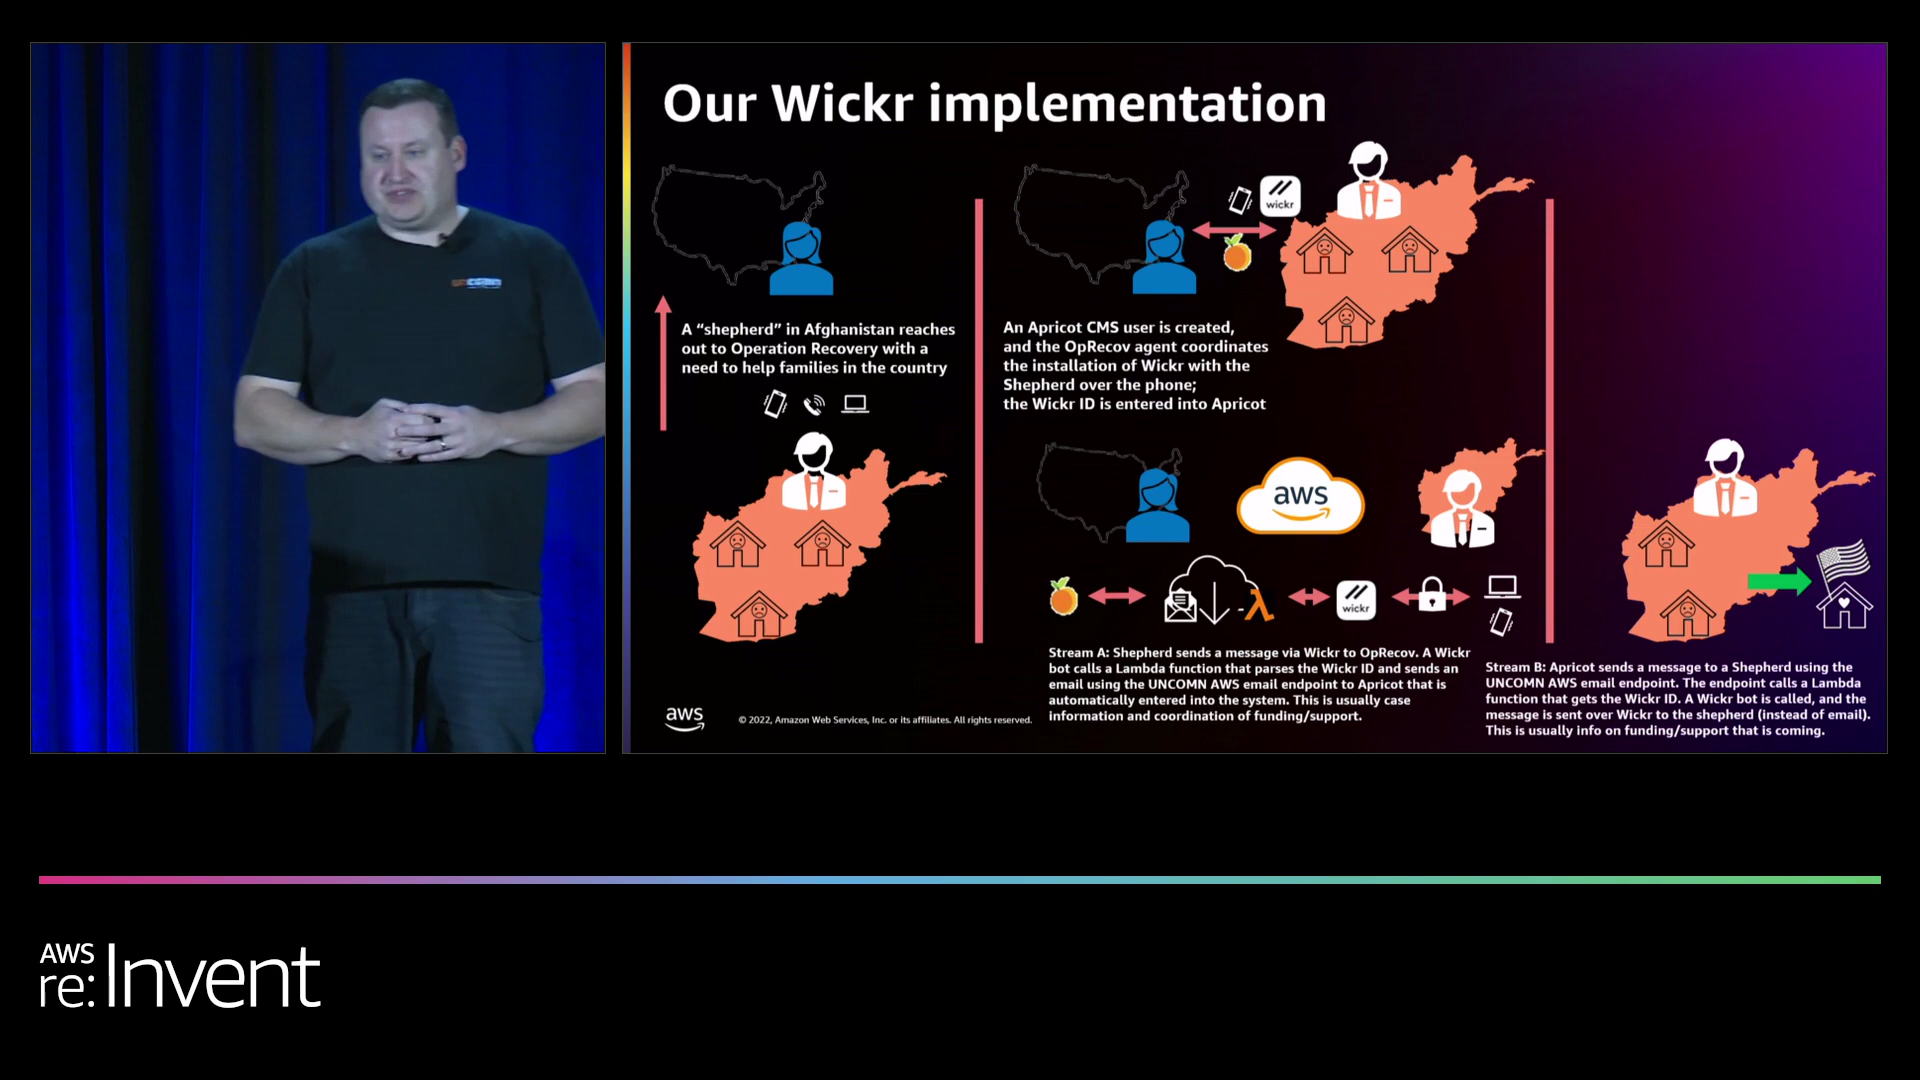 UNCOMN
Our Wickr implementation
A “shepherd” in Afghanistan reaches
out to Operation Recovery with a
need to help families in the country
wickr
An Apricot CMS user is created,
and the OpRecov agent coordinates
the installation of Wickr with the
Shepherd over the phone;
the Wickr ID is entered into Apricot
aws
wickr
Stream A: Shepherd sends a message via Wickr to OpRecov. A Wickr
bot calls a Lambda function that parses the Wickr ID and sends an
email using the UNCOMN AWS email endpoint to Apricot that is
automatically entered into the system. This is usually case
information and coordination of funding/support.
Stream B: Apricot sends a message to a Shepherd using the
UNCOMN AWS email endpoint. The endpoint calls a Lambda
function that gets the Wickr ID. A Wickr bot is called, and the
message is sent over Wickr to the shepherd (instead of email).
This is usually info on funding/support that is coming.
aws
© 2022, Amazon Web Services, Inc. or its affiliates. All rights reserved.
AWS
re:Invent